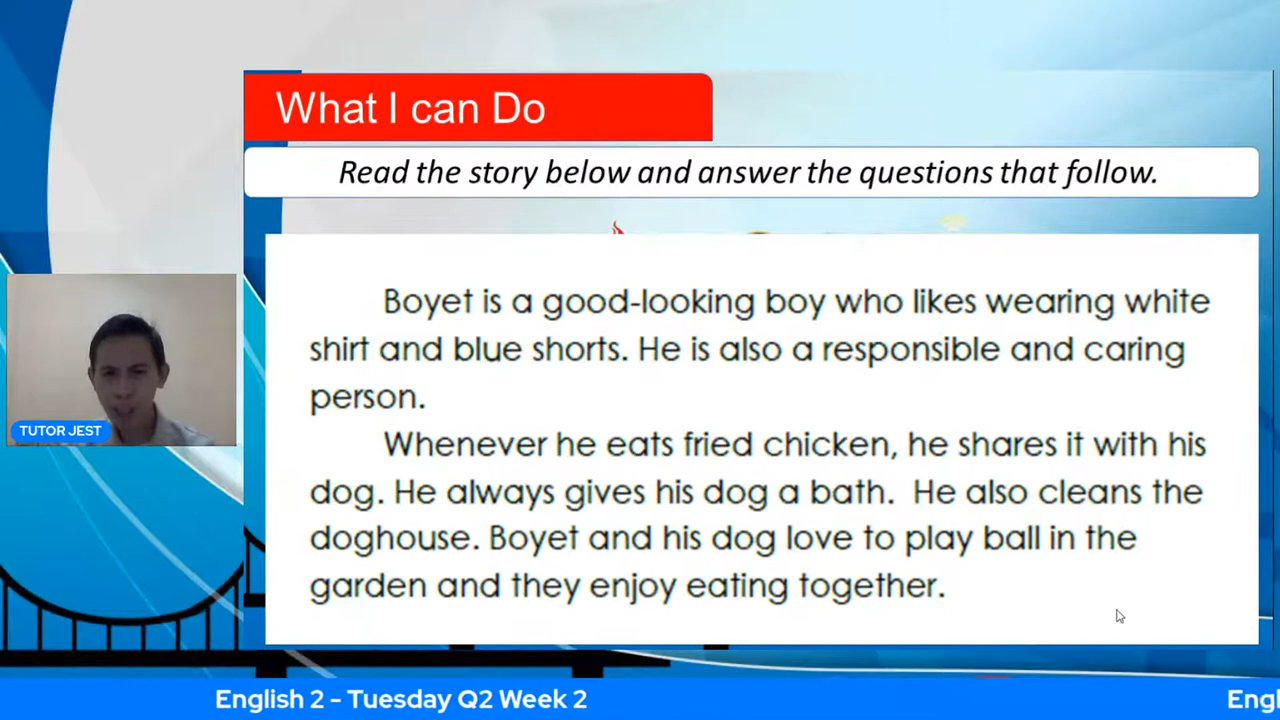 What I can Do
Read the story below and answer the questions that follow.
Boyet is a good-looking boy who likes wearing white
shirt and blue shorts. He is also a responsible and caring
person.
Whenever he eats fried chicken, he shares it with his
dog. He always gives his dog a bath.  He also cleans the
doghouse. Boyet and his dog love to play ball in the
garden and they enjoy eating together.
TUTOR JEST
English 2 - Tuesday Q2 Week 2